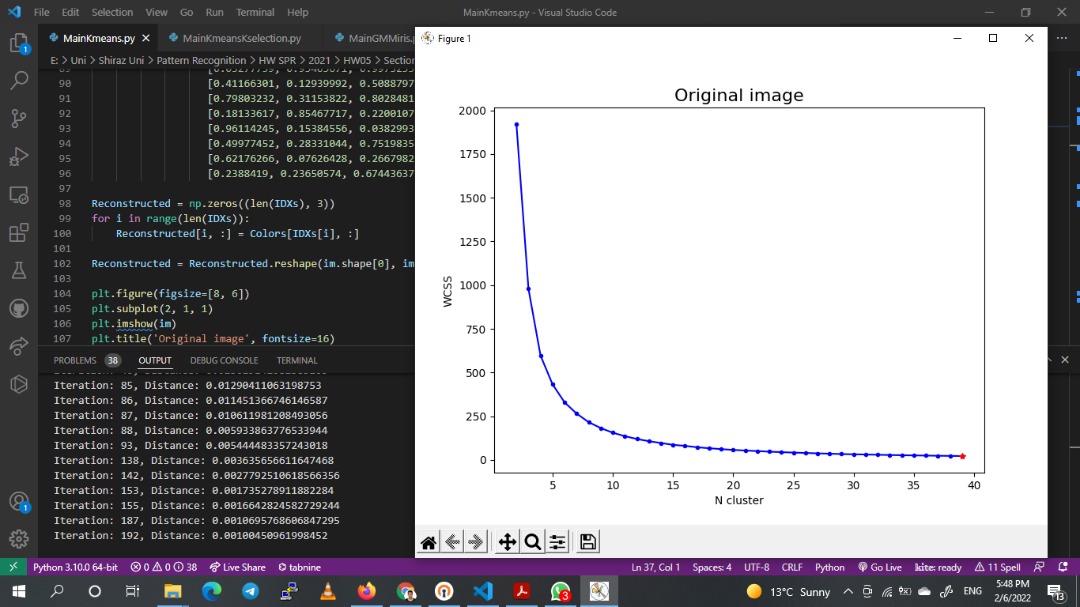 File Edit Selection View Go Run Terminal Help
MainKmeans.py - Visual Studio Code
MainKmeans.py
MainKmeansKselection.py
MainGMMiris.
E: > Uni > Shiraz Uni > Pattern Recognition > HW SPR > 2021 > HW05 > Section
90 [0.41166301, 0.12939992, 0.5088797
91 [0.79803232, 0.31153822, 0.8028481
92 [0.18133617, 0.85467717, 0.2200107
93 [0.96114245, 0.15384556, 0.0382993
94 [0.49977452, 0.28331044, 0.7519835
95 [0.62176266, 0.07626428, 0.2667982
96 [0.2388419, 0.23650574, 0.67443637
97
98 Reconstructed = np.zeros((len(IDXs), 3))
99 for i in range(len(IDXs)):
100 Reconstructed[i, :] = Colors[IDXs[i], :]
101
102 Reconstructed = Reconstructed.reshape(im.shape[0], im
103
104 plt.figure(figsize=[8, 6])
105 plt.subplot(2, 1, 1)
106 plt.imshow(im)
107 plt.title('Original image', fontsize=16)
PROBLEMS 38 OUTPUT DEBUG CONSOLE TERMINAL
Iteration: 85, Distance: 0.01290411063198753
Iteration: 86, Distance: 0.011451366746146587
Iteration: 87, Distance: 0.010611981208493056
Iteration: 88, Distance: 0.005933863776533944
Iteration: 93, Distance: 0.005444483357243018
Iteration: 138, Distance: 0.003635656611647468
Iteration: 142, Distance: 0.0027792510618566356
Iteration: 153, Distance: 0.001735278911882284
Iteration: 155, Distance: 0.0016642824582729244
Iteration: 187, Distance: 0.0010695768606847295
Iteration: 192, Distance: 0.00100450961998452
Figure 1
Original image
2000
1750
1500
1250
1000
750
500
250
0
WCSS
5 10 15 20 25 30 35 40
N cluster
1
1
Python 3.10.0 64-bit 0 0 38 Live Share tabnine
Ln 37, Col 1 Spaces: 4 UTF-8 CRLF Python Go Live kite: ready 11 Spell
3
13°C Sunny
ENG
5:48 PM
2/6/2022
13